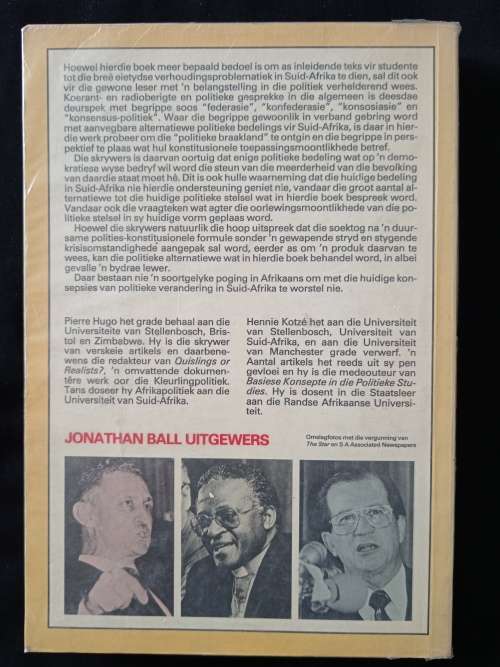 Hoewel hierdie boek meer bepaald bedoel is om as inleidende teks vir studente
tot die breë eietydse verhoudingsproblematiek in Suid-Afrika te dien, sal dit ook
vir die gewone leser met 'n belangstelling in die politiek verhelderend wees.
Koerant- en radioberigte en politieke gesprekke in die algemeen is deesdae
deurspek met begrippe soos "federasie", "konfederasie", "konsosiasie" en
"konsensus-politiek". Waar die begrippe gewoonlik in verband gebring word
met aanvegbare alternatiewe politieke bedelings vir Suid-Afrika, is daar in hier-
die werk probeer om die "politieke braakland" te ontgin en die begrippe in per-
spektief te plaas wat hul konstitusionele toepassingsmoontlikhede betref.
Die skrywers is daarvan oortuig dat enige politieke bedeling wat op 'n demo-
kratiese wyse bedryf wil word die steun van die meerderheid van die bevolking
van daardie staat moet hê. Dit is ook hulle waarneming dat die huidige bedeling
in Suid-Afrika nie hierdie ondersteuning geniet nie, vandaar die groot aantal al-
ternatiewe tot die huidige politieke stelsel wat in hierdie boek bespreek word.
Vandaar ook die vraagteken wat agter die oorlewingsmoontlikhede van die po-
litieke stelsel in sy huidige vorm geplaas word.
Hoewel die skrywers natuurlik die hoop uitspreek dat die soektog na 'n duur-
same polities-konstitusionele formule sonder 'n gewapende stryd en stygende
krisisomstandighede aangepak sal word, eerder as om 'n produk daarvan te
wees, kan die politieke alternatiewe wat in hierdie boek behandel word, in albei
gevalle 'n bydrae lewer.
Daar bestaan nie 'n soortgelyke poging in Afrikaans om met die huidige kon-
sepsies van politieke verandering in Suid-Afrika te worstel nie.
Pierre Hugo het grade behaal aan die
Universiteite van Stellenbosch, Bris-
tol en Zimbabwe. Hy is die skrywer
van verskeie artikels en daarbene-
wens die redakteur van Quislings or
Realists?, 'n omvattende dokumen-
têre werk oor die Kleurlingpolitiek.
Tans doseer hy Afrikapolitiek aan die
Universiteit van Suid-Afrika.
Hennie Kotzé het aan die Universiteit
van Stellenbosch, Universiteit van
Suid-Afrika, en aan die Universiteit
van Manchester grade verwerf. 'n
Aantal artikels het reeds uit sy pen
gevloei en hy is die medeouteur van
Basiese Konsepte in die Politieke Stu-
dies. Hy is dosent in die Staatsleer
aan die Randse Afrikaanse Universi-
teit.
JONATHAN BALL UITGEWERS
Omslagfotos met die vergunning van
The Star en S A Associated Newspapers